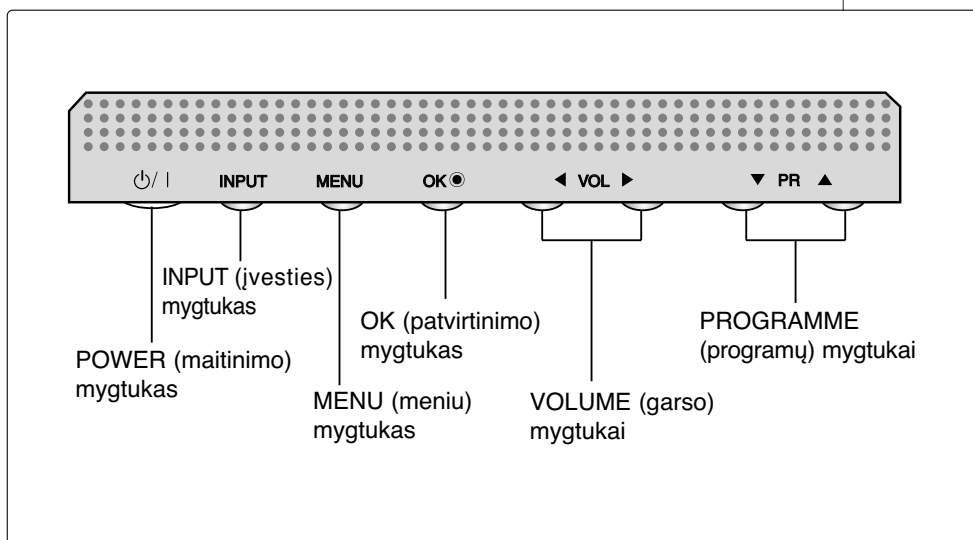 ⏻/ I INPUT MENU OK◉ ◀ VOL ▶ ▼ PR ▲
INPUT (įvesties)
mygtukas
POWER (maitinimo)
mygtukas
MENU (meniu)
mygtukas
OK (patvirtinimo)
mygtukas
VOLUME (garso)
mygtukai
PROGRAMME
(programų) mygtukai